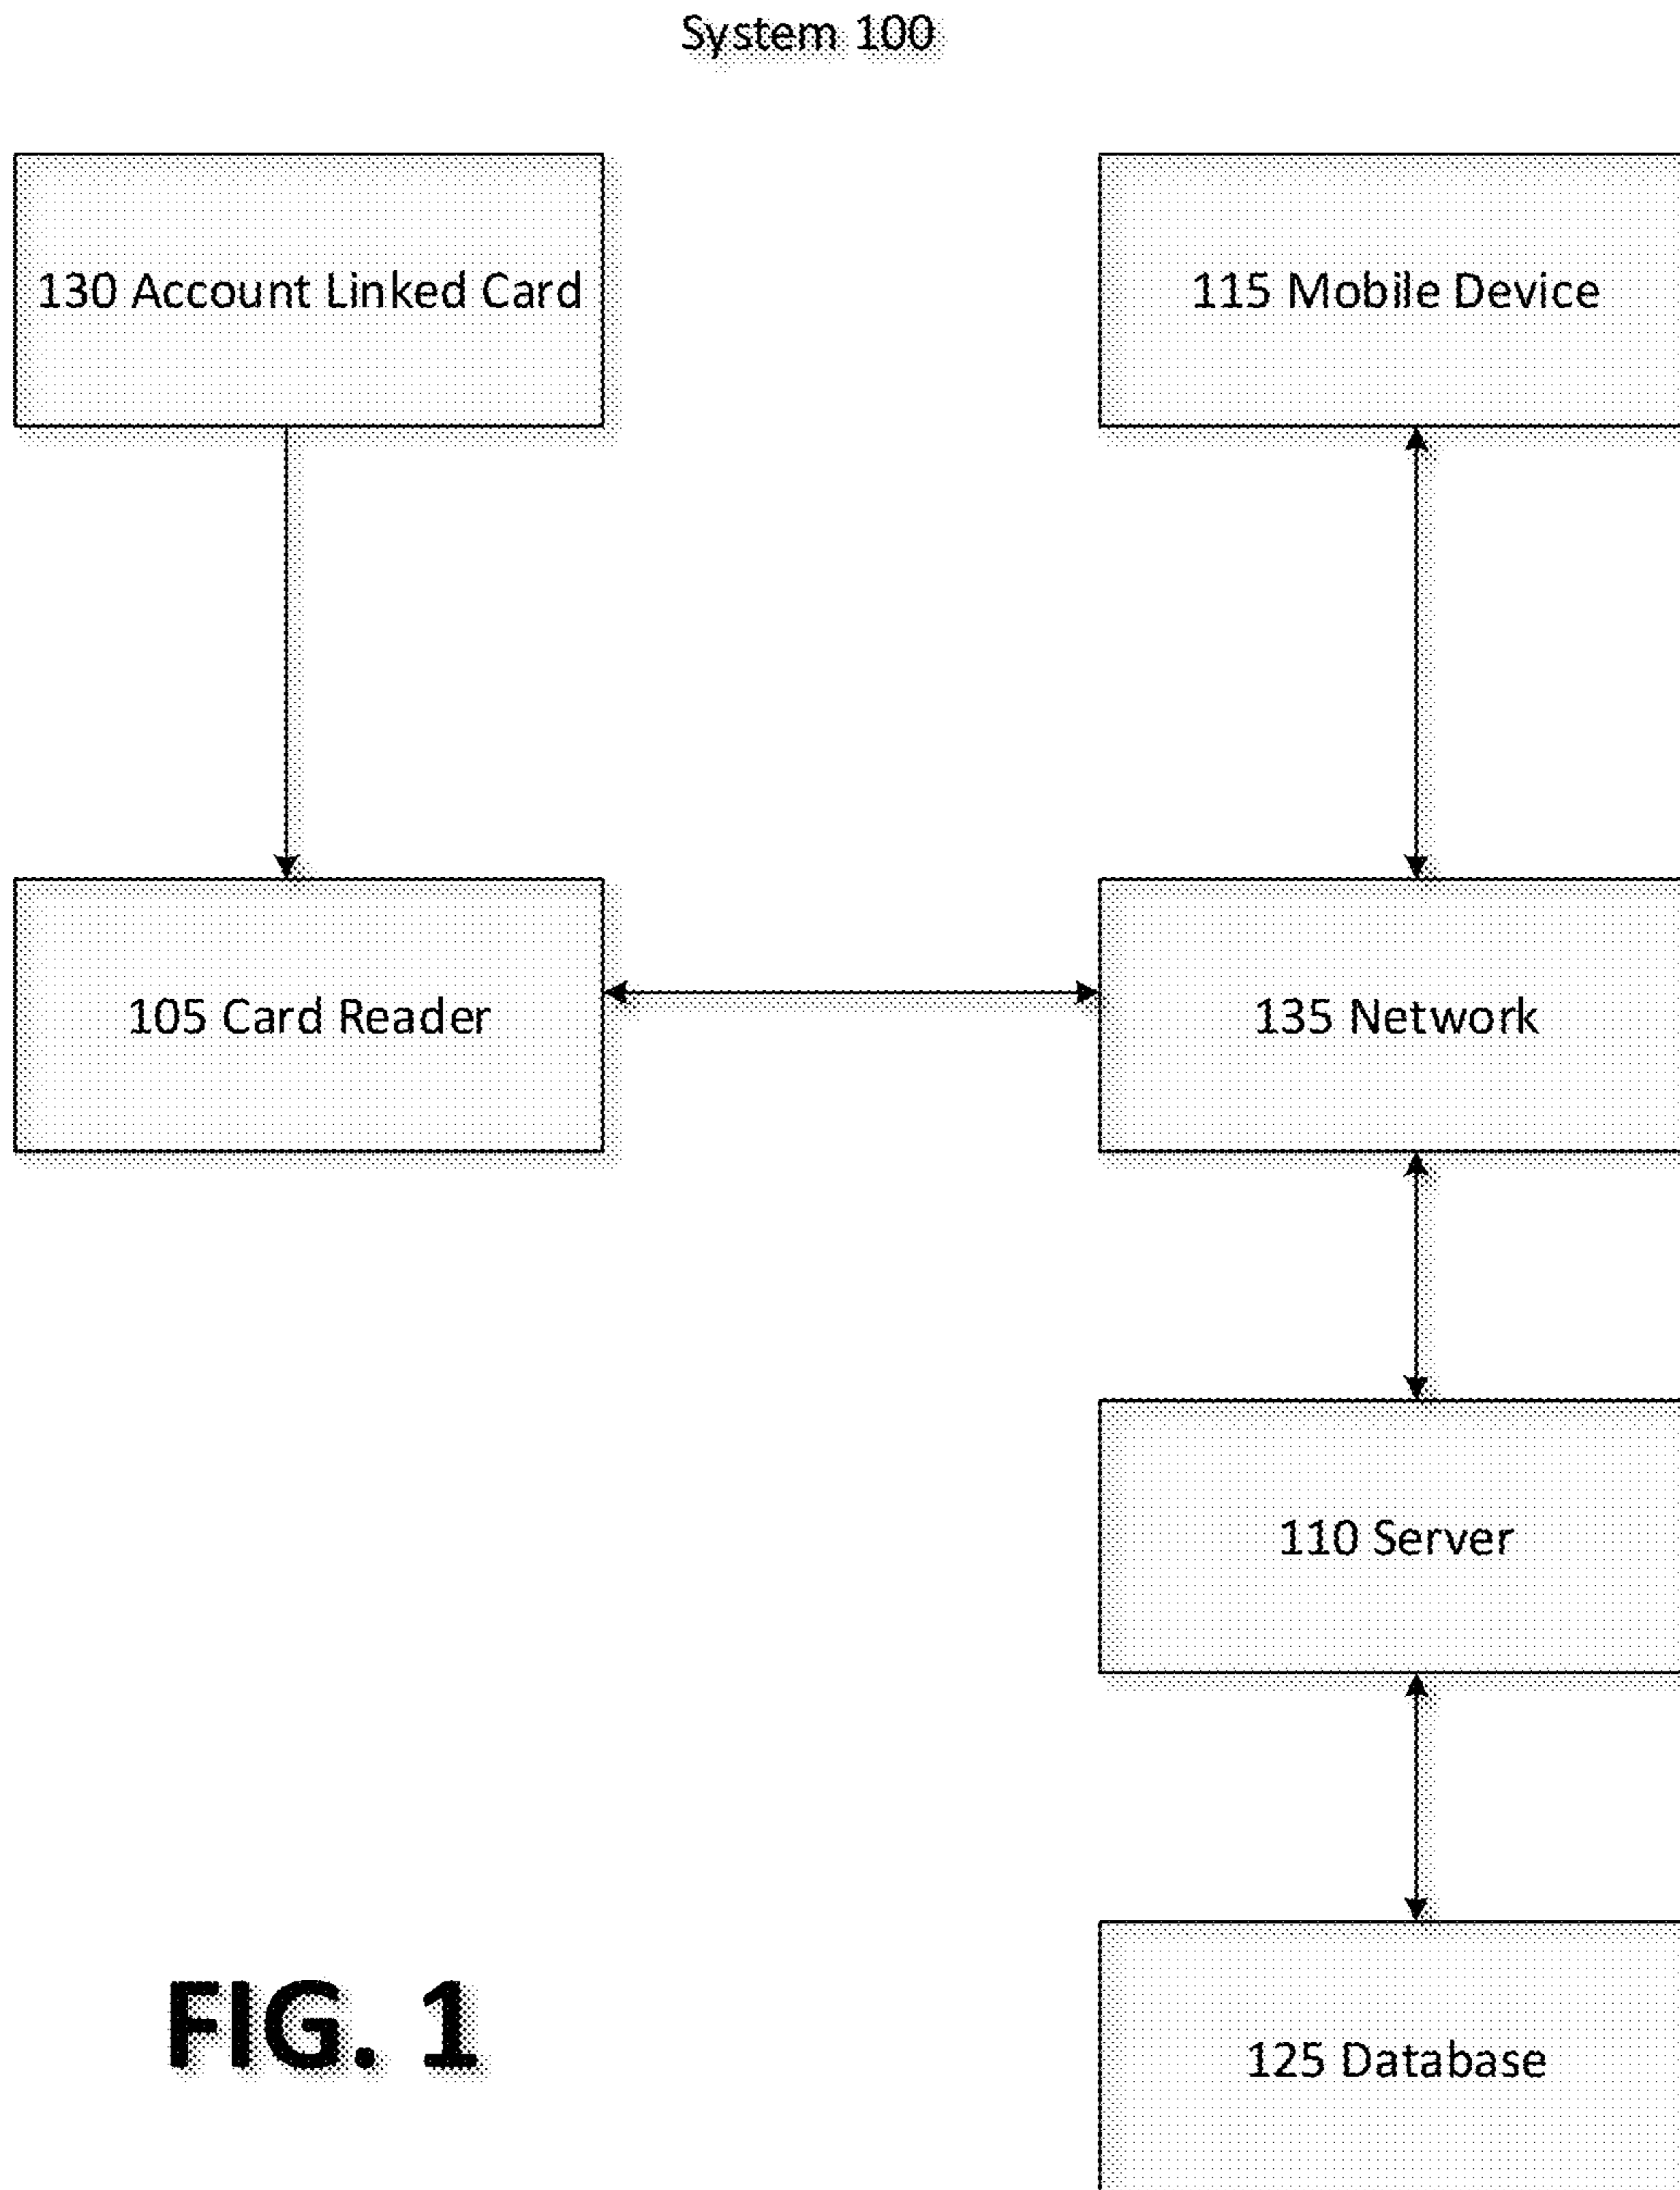 System 100
130 Account Linked Card
115 Mobile Device
105 Card Reader
135 Network
110 Server
125 Database
FIG. 1